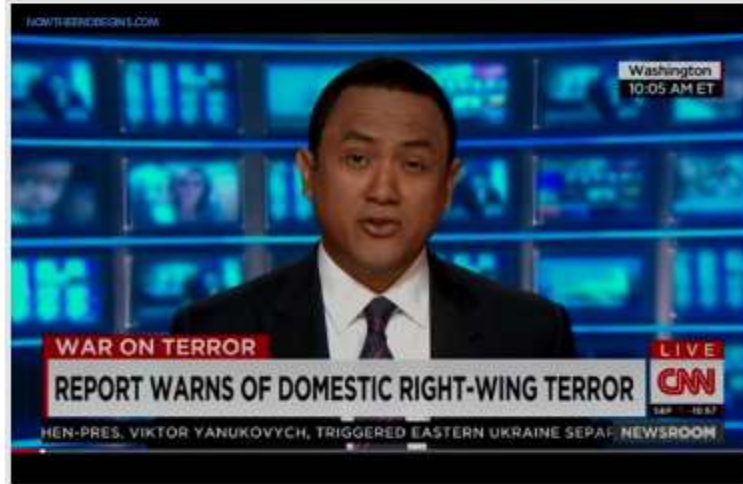 NOWTHEENDBEGINS.COM
Washington
10:05 AM ET
WAR ON TERROR
LIVE
REPORT WARNS OF DOMESTIC RIGHT-WING TERROR
CNN
S&P
HEN-PRES. VIKTOR YANUKOVYCH, TRIGGERED EASTERN UKRAINE SEPAR
NEWSROOM